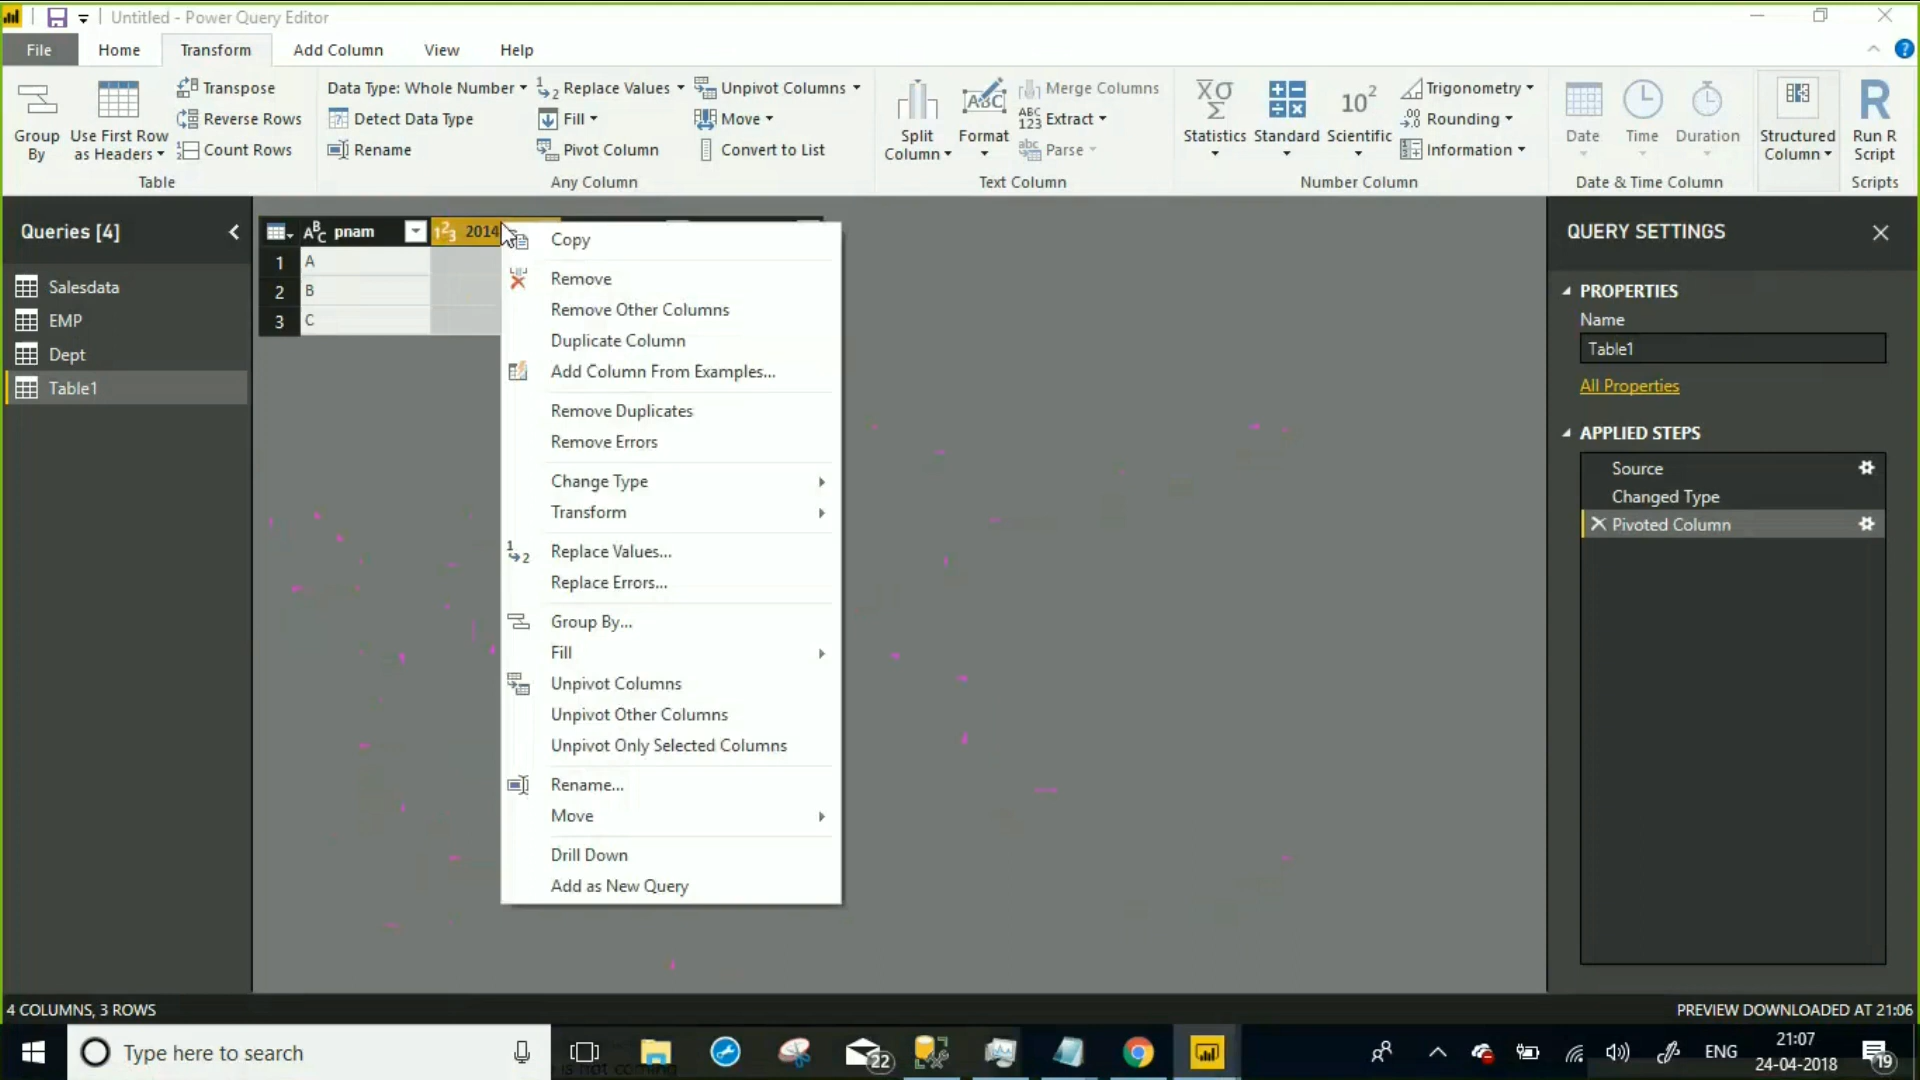 Untitled - Power Query Editor
File
Home
Transform
Add Column
View
Help
Group By
Use First Row as Headers
Transpose
Reverse Rows
Count Rows
Table
Data Type: Whole Number
Detect Data Type
Rename
Replace Values
Fill
Pivot Column
Unpivot Columns
Move
Convert to List
Any Column
Split Column
Format
Merge Columns
Extract
Parse
Text Column
Statistics
Standard
Scientific
Trigonometry
Rounding
Information
Number Column
Date
Time
Duration
Date & Time Column
Structured Column
Run R Script
Scripts
Queries [4]
Salesdata
EMP
Dept
Table1
pnam
2014
1 A
2 B
3 C
Copy
Remove
Remove Other Columns
Duplicate Column
Add Column From Examples...
Remove Duplicates
Remove Errors
Change Type
Transform
Replace Values...
Replace Errors...
Group By...
Fill
Unpivot Columns
Unpivot Other Columns
Unpivot Only Selected Columns
Rename...
Move
Drill Down
Add as New Query
QUERY SETTINGS
PROPERTIES
Name
Table1
All Properties
APPLIED STEPS
Source
Changed Type
Pivoted Column
4 COLUMNS, 3 ROWS
PREVIEW DOWNLOADED AT 21:06
Type here to search
22
ENG
21:07
24-04-2018
19